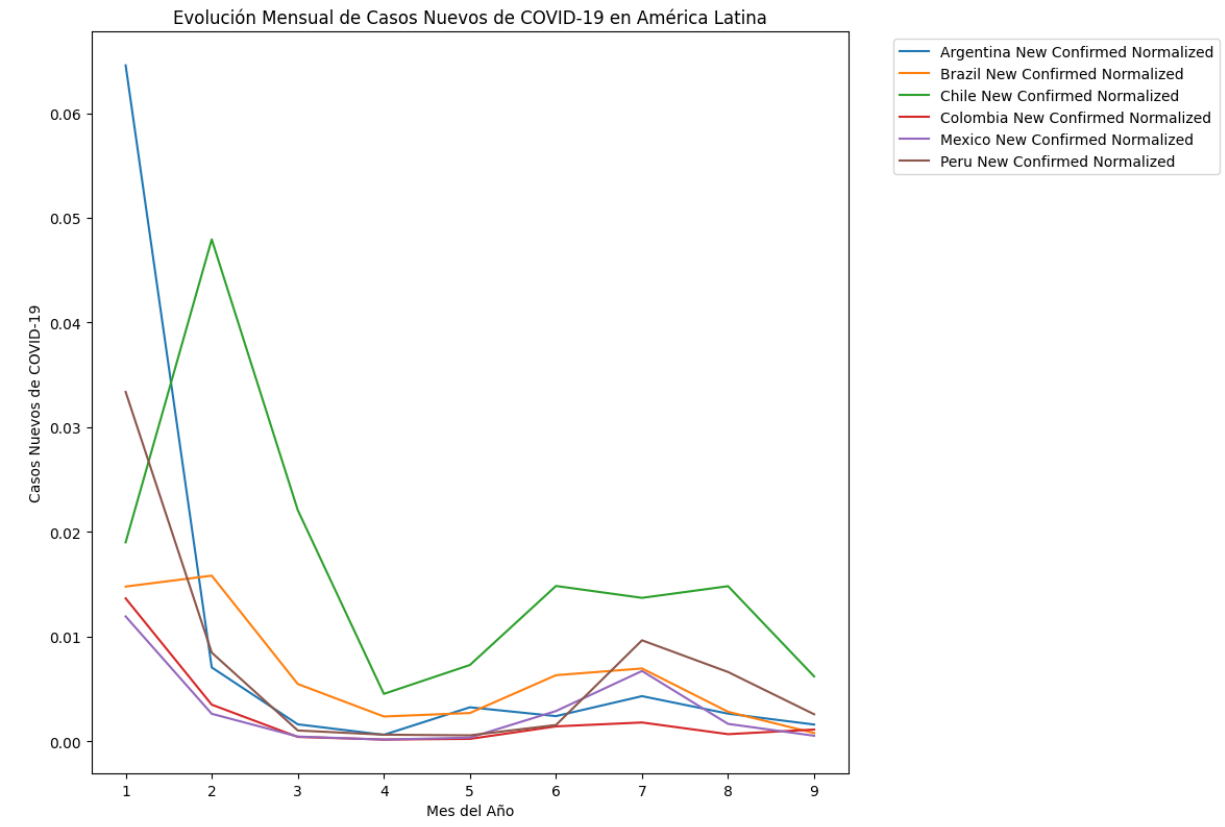 Evolución Mensual de Casos Nuevos de COVID-19 en América Latina
Argentina New Confirmed Normalized
Brazil New Confirmed Normalized
Chile New Confirmed Normalized
Colombia New Confirmed Normalized
Mexico New Confirmed Normalized
Peru New Confirmed Normalized
Casos Nuevos de COVID-19
0.06
0.05
0.04
0.03
0.02
0.01
0.00
1 2 3 4 5 6 7 8 9
Mes del Año